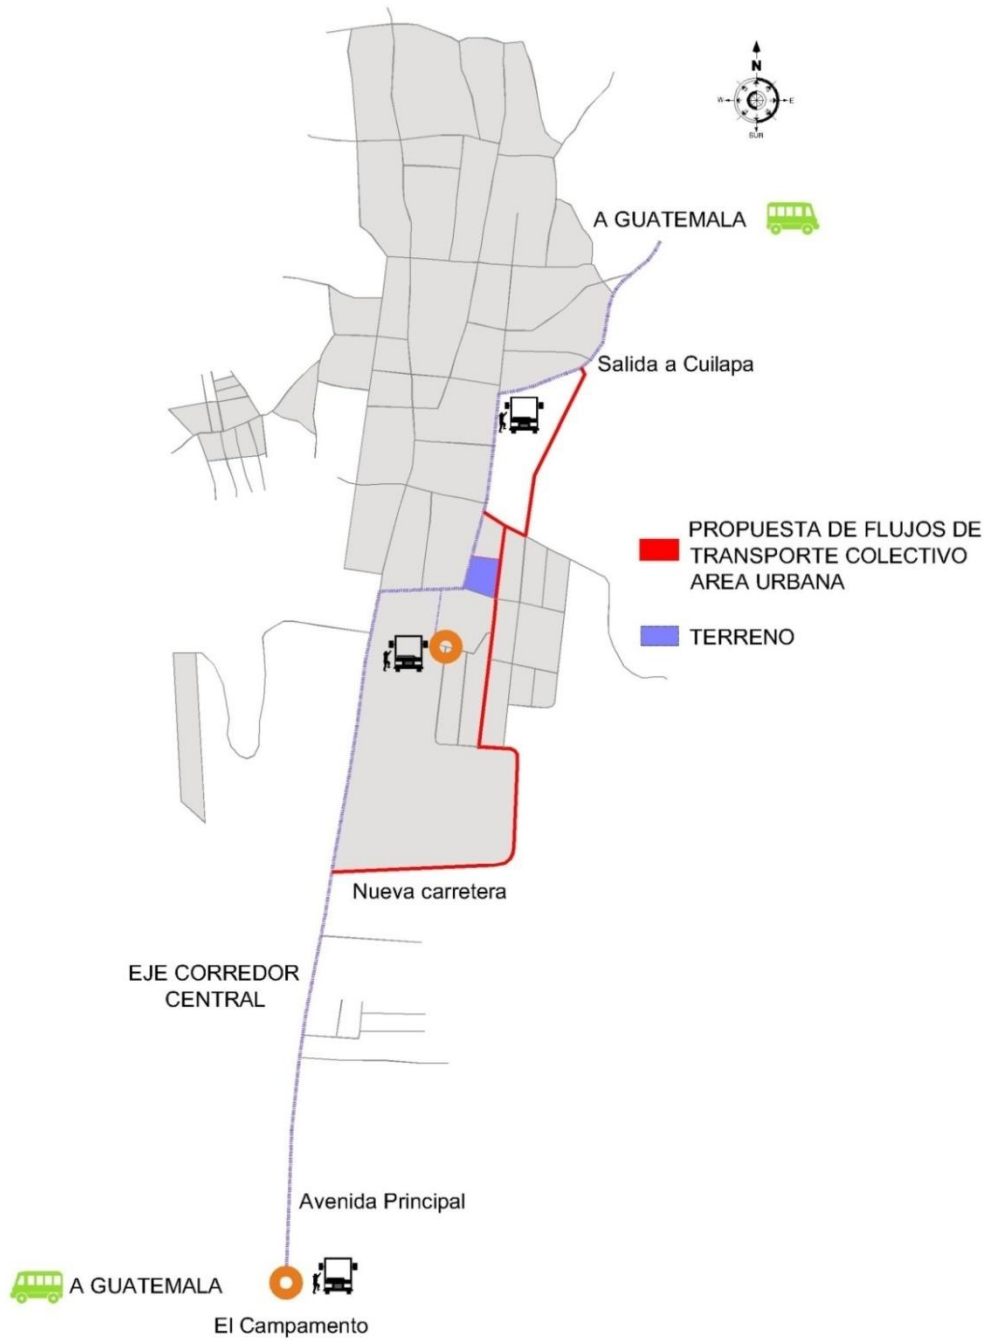 N
W
E
SUR
A GUATEMALA
Salida a Cuilapa
PROPUESTA DE FLUJOS DE
TRANSPORTE COLECTIVO
AREA URBANA
TERRENO
Nueva carretera
EJE CORREDOR
CENTRAL
Avenida Principal
A GUATEMALA
El Campamento